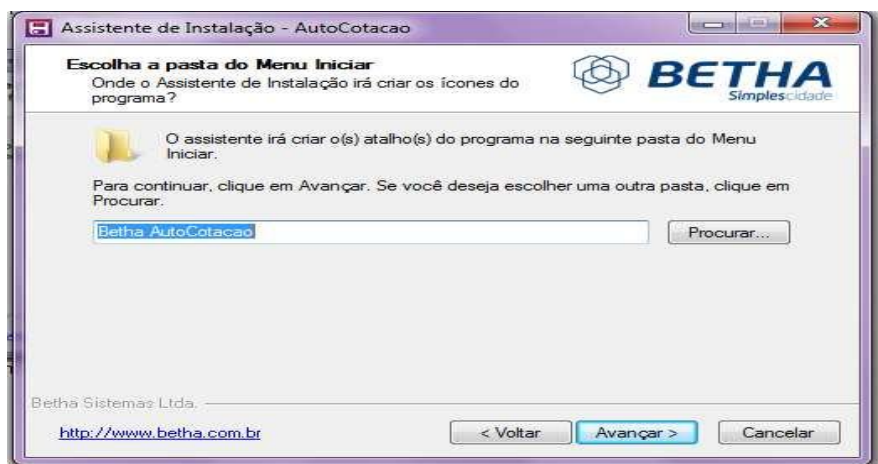 Assistente de Instalação - AutoCotacao
Escolha a pasta do Menu Iniciar
Onde o Assistente de Instalação irá criar os ícones do
programa?
BETHA
Simplescidade
O assistente irá criar o(s) atalho(s) do programa na seguinte pasta do Menu
Iniciar.
Para continuar, clique em Avançar. Se você deseja escolher uma outra pasta, clique em
Procurar.
Betha AutoCotacao
Procurar...
Betha Sistemas Ltda.
http://www.betha.com.br
< Voltar
Avançar >
Cancelar